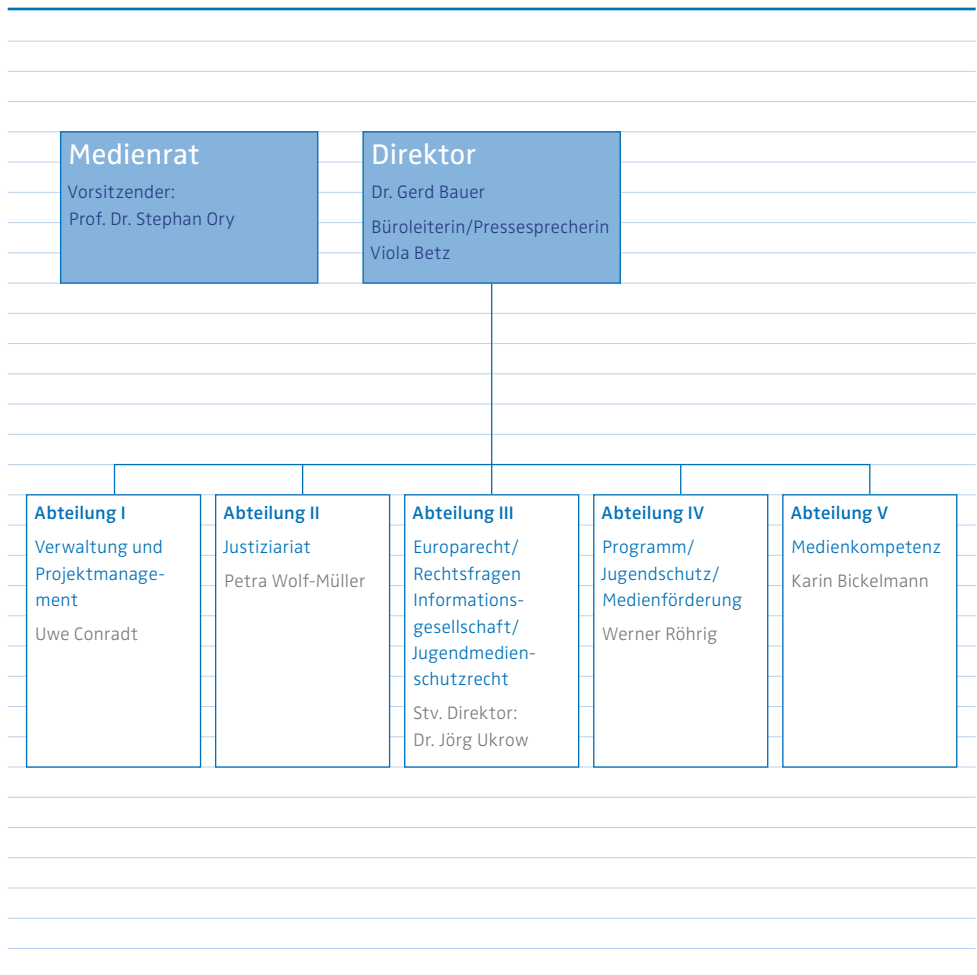 Medienrat
Vorsitzender:
Prof. Dr. Stephan Ory
Direktor
Dr. Gerd Bauer
Büroleiterin/Pressesprecherin
Viola Betz
Abteilung I
Verwaltung und
Projektmanage-
ment
Uwe Conradt
Abteilung II
Justiziariat
Petra Wolf-Müller
Abteilung III
Europarecht/
Rechtsfragen
Informations-
gesellschaft/
Jugendmedien-
schutzrecht
Stv. Direktor:
Dr. Jörg Ukrow
Abteilung IV
Programm/
Jugendschutz/
Medienförderung
Werner Röhrig
Abteilung V
Medienkompetenz
Karin Bickelmann